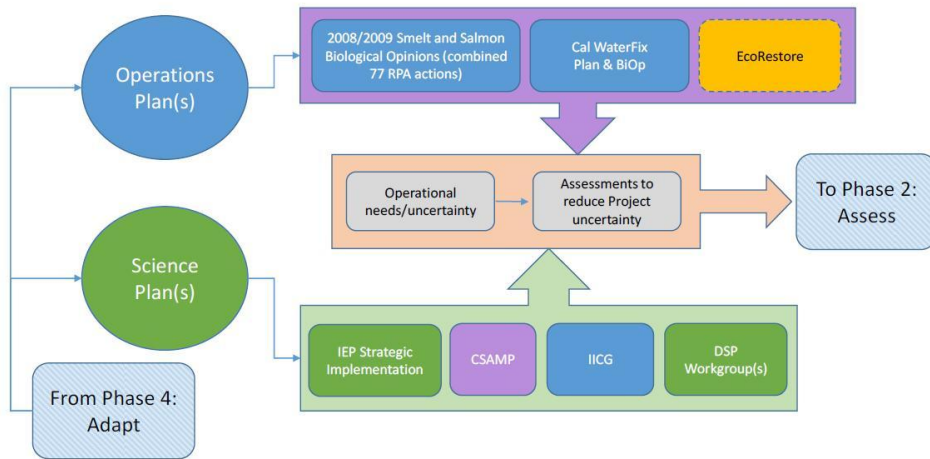 Operations
Plan(s)
2008/2009 Smelt and Salmon
Biological Opinions (combined
77 RPA actions)
Cal WaterFix
Plan & BiOp
EcoRestore
Operational
needs/uncertainty
Assessments to
reduce Project
uncertainty
To Phase 2:
Assess
Science
Plan(s)
IEP Strategic
Implementation
CSAMP
IICG
DSP
Workgroup(s)
From Phase 4:
Adapt